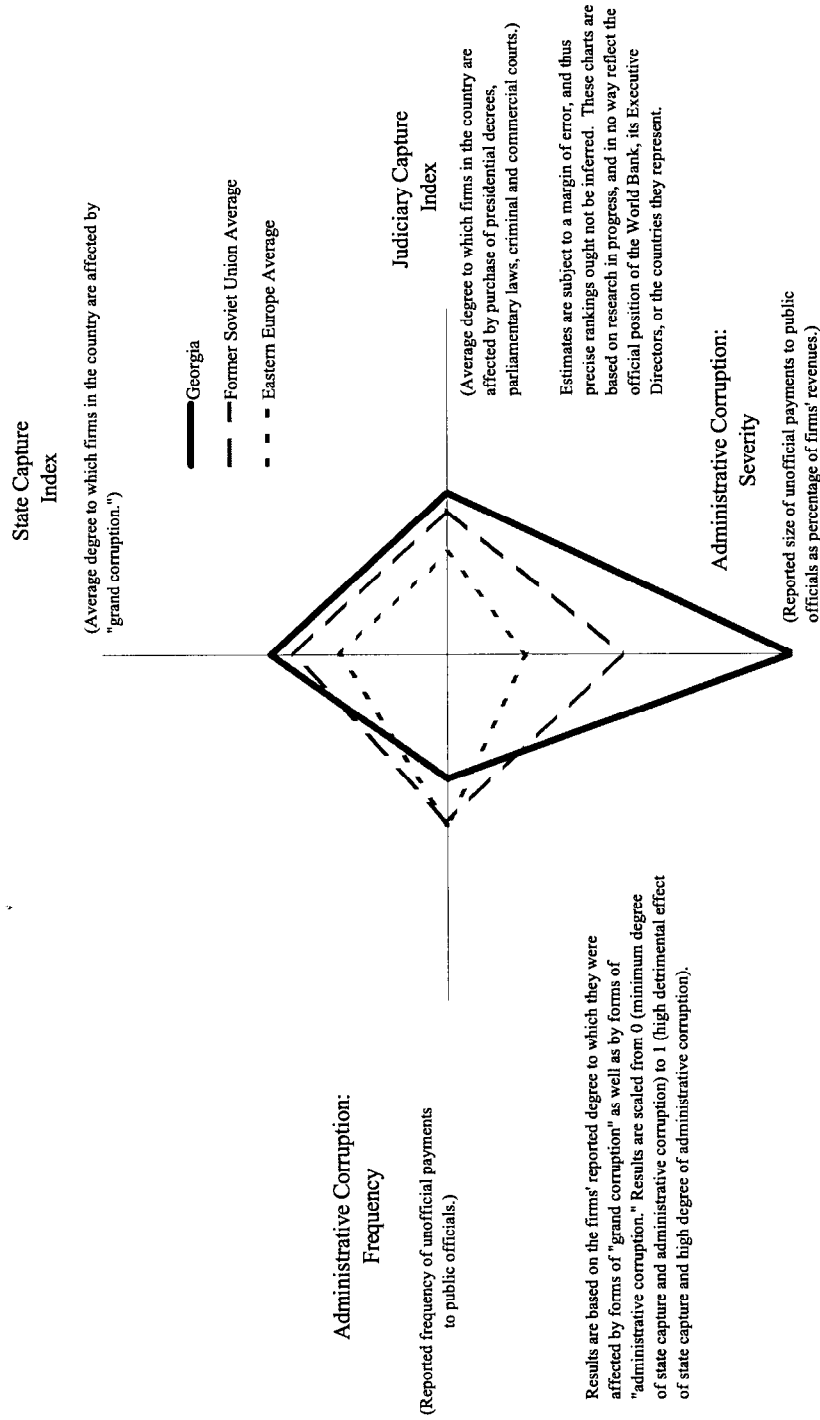 State Capture
Index
(Average degree to which firms in the country are affected by
"grand corruption.")
Georgia
Former Soviet Union Average
Eastern Europe Average
Administrative Corruption:
Frequency
(Reported frequency of unofficial payments
to public officials.)
Judiciary Capture
Index
(Average degree to which firms in the country are
affected by purchase of presidential decrees,
parliamentary laws, criminal and commercial courts.)
Estimates are subject to a margin of error, and thus
precise rankings ought not be inferred. These charts are
based on research in progress, and in no way reflect the
official position of the World Bank, its Executive
Directors, or the countries they represent.
Results are based on the firms' reported degree to which they were
affected by forms of "grand corruption" as well as by forms of
"administrative corruption." Results are scaled from 0 (minimum degree
of state capture and administrative corruption) to 1 (high detrimental effect
of state capture and high degree of administrative corruption).
Administrative Corruption:
Severity
(Reported size of unofficial payments to public
officials as percentage of firms' revenues.)